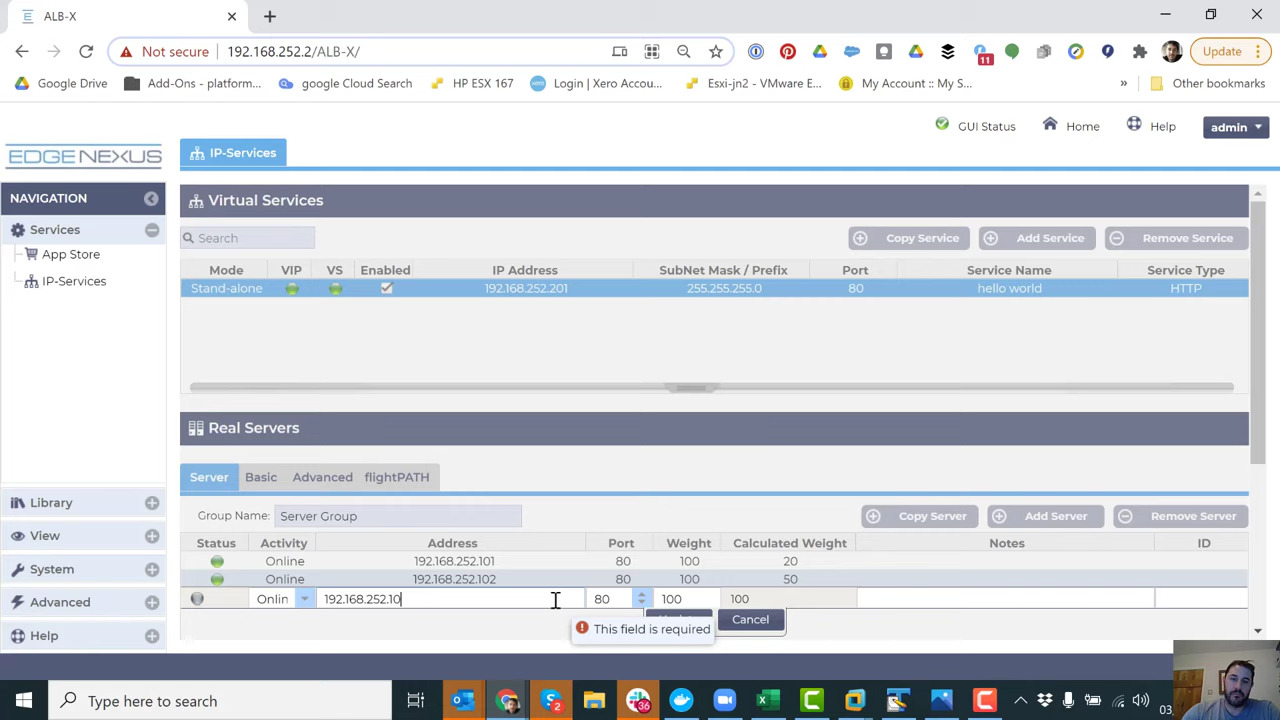 ALB-X
Not secure 192.168.252.2/ALB-X/
Update
11
Google Drive Add-Ons - platform... google Cloud Search HP ESX 167 Login | Xero Accou... Esxi-jn2 - VMware E... My Account :: My S... » Other bookmarks
GUI Status Home Help admin
EDGENEXUS
IP-Services
NAVIGATION
Services
App Store
IP-Services
Library
View
System
Advanced
Help
Virtual Services
Search Copy Service Add Service Remove Service
Mode VIP VS Enabled IP Address SubNet Mask / Prefix Port Service Name Service Type
Stand-alone 192.168.252.201 255.255.255.0 80 hello world HTTP
Real Servers
Server Basic Advanced flightPATH
Group Name: Server Group Copy Server Add Server Remove Server
Status Activity Address Port Weight Calculated Weight Notes ID
Online 192.168.252.101 80 100 20
Online 192.168.252.102 80 100 50
Onlin 192.168.252.10 80 100 100
Cancel
This field is required
Type here to search
2
36
03